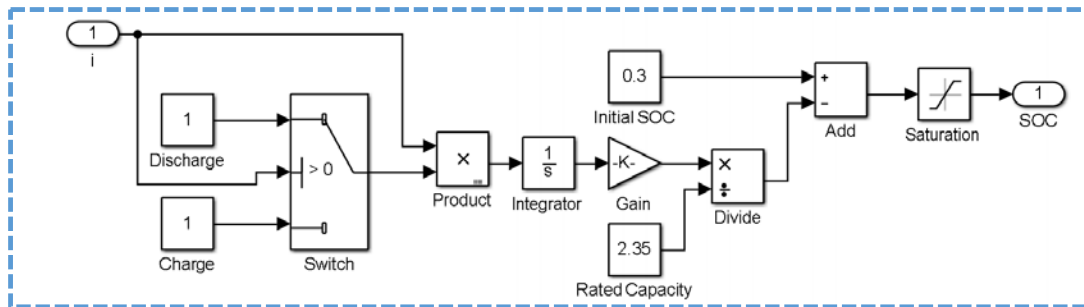 1
i
1
Discharge
> 0
1
Charge
Switch
×
Product
1
s
Integrator
-K-
Gain
0.3
Initial SOC
×
÷
Divide
2.35
Rated Capacity
+
−
Add
Saturation
1
SOC